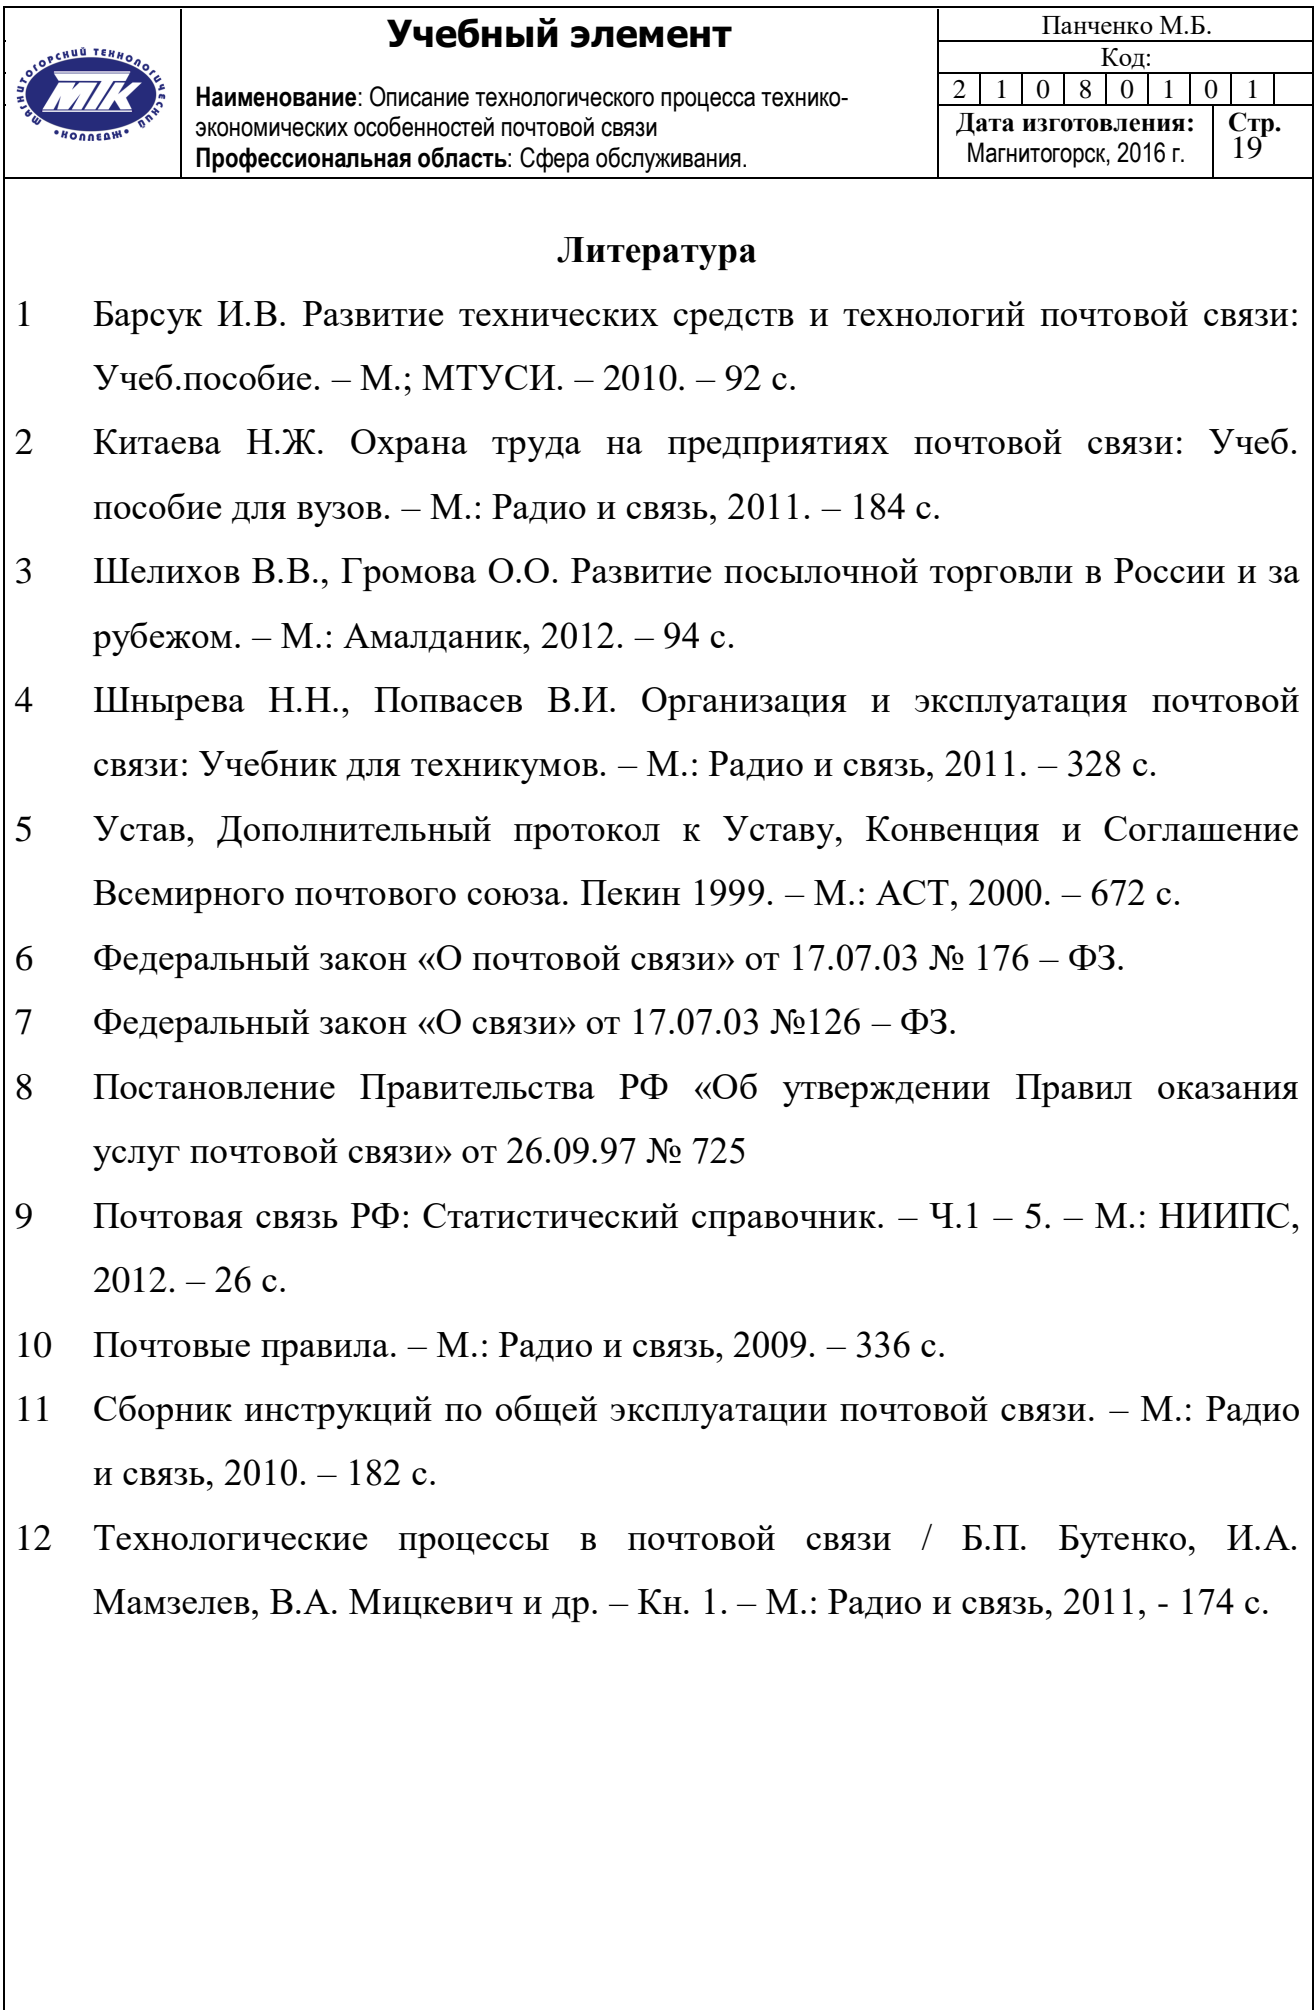 МАГНИТОГОРСКИЙ ТЕХНОЛОГИЧЕСКИЙ
МТК
•КОЛЛЕДЖ•
Учебный элемент
Наименование: Описание технологического процесса технико-
экономических особенностей почтовой связи
Профессиональная область: Сфера обслуживания.
Панченко М.Б.
Код:
2 1 0 8 0 1 0 1
Дата изготовления:
Магнитогорск, 2016 г.
Стр.
19
Литература
1 Барсук И.В. Развитие технических средств и технологий почтовой связи:
Учеб.пособие. – М.; МТУСИ. – 2010. – 92 с.
2 Китаева Н.Ж. Охрана труда на предприятиях почтовой связи: Учеб.
пособие для вузов. – М.: Радио и связь, 2011. – 184 с.
3 Шелихов В.В., Громова О.О. Развитие посылочной торговли в России и за
рубежом. – М.: Амалданик, 2012. – 94 с.
4 Шнырева Н.Н., Попвасев В.И. Организация и эксплуатация почтовой
связи: Учебник для техникумов. – М.: Радио и связь, 2011. – 328 с.
5 Устав, Дополнительный протокол к Уставу, Конвенция и Соглашение
Всемирного почтового союза. Пекин 1999. – М.: АСТ, 2000. – 672 с.
6 Федеральный закон «О почтовой связи» от 17.07.03 № 176 – ФЗ.
7 Федеральный закон «О связи» от 17.07.03 №126 – ФЗ.
8 Постановление Правительства РФ «Об утверждении Правил оказания
услуг почтовой связи» от 26.09.97 № 725
9 Почтовая связь РФ: Статистический справочник. – Ч.1 – 5. – М.: НИИПС,
2012. – 26 с.
10 Почтовые правила. – М.: Радио и связь, 2009. – 336 с.
11 Сборник инструкций по общей эксплуатации почтовой связи. – М.: Радио
и связь, 2010. – 182 с.
12 Технологические процессы в почтовой связи / Б.П. Бутенко, И.А.
Мамзелев, В.А. Мицкевич и др. – Кн. 1. – М.: Радио и связь, 2011, - 174 с.